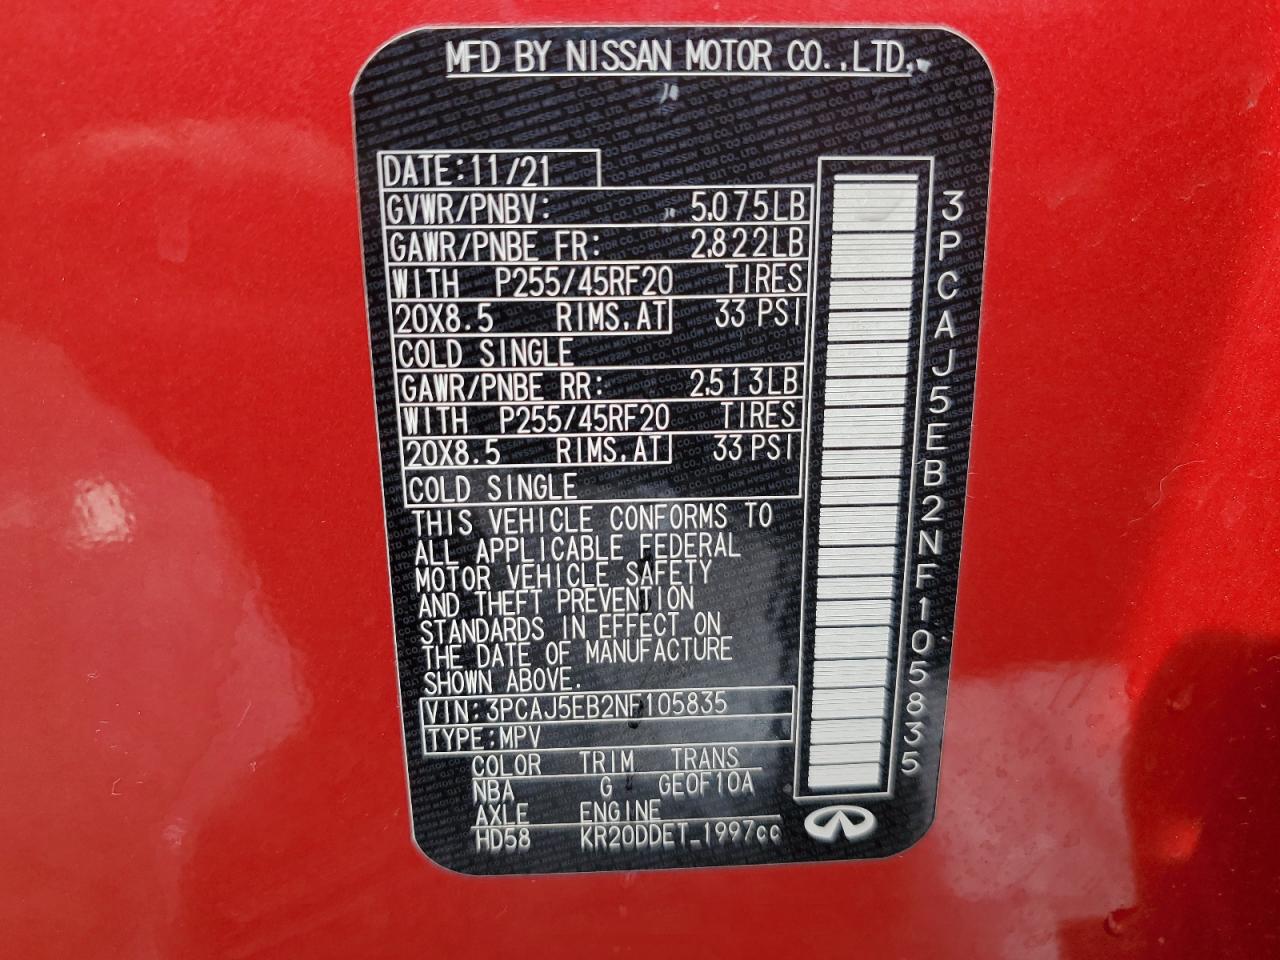 MFD BY NISSAN MOTOR CO.,LTD.
DATE:11/21
GVWR/PNBV: 5,075LB
GAWR/PNBE FR: 2,822LB
WITH P255/45RF20 TIRES
20X8.5 RIMS,AT 33 PSI
COLD SINGLE
GAWR/PNBE RR: 2,513LB
WITH P255/45RF20 TIRES
20X8.5 RIMS,AT 33 PSI
COLD SINGLE
THIS VEHICLE CONFORMS TO
ALL APPLICABLE FEDERAL
MOTOR VEHICLE SAFETY
AND THEFT PREVENTION
STANDARDS IN EFFECT ON
THE DATE OF MANUFACTURE
SHOWN ABOVE.
VIN:3PCAJ5EB2NF105835
TYPE:MPV
COLOR TRIM TRANS
NBA G GE0F10A
AXLE ENGINE
HD58 KR20DDET_1997cc
3PCAJ5EB2NF105835